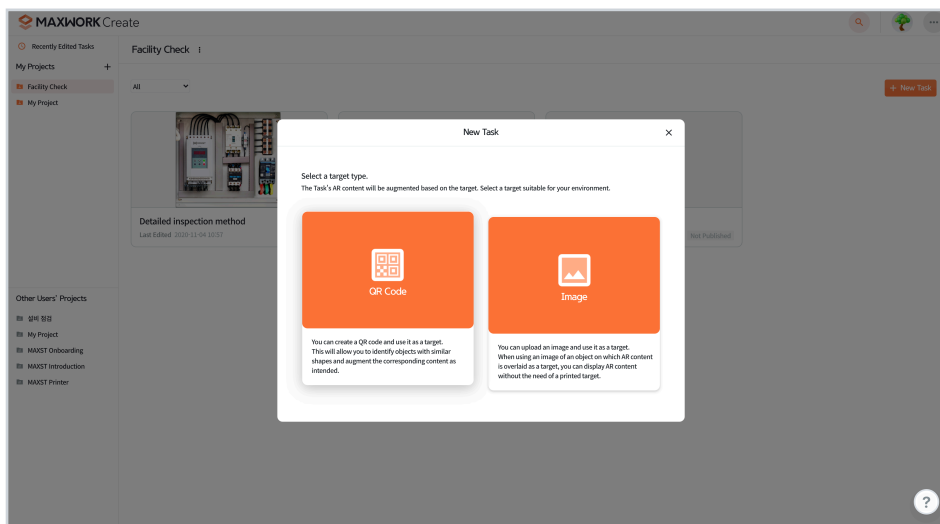 MAXWORK Create
Recently Edited Tasks
My Projects +
Facility Check
My Project
Other Users' Projects
설비 점검
My Project
MAXST Onboarding
MAXST Introduction
MAXST Printer
Facility Check
All
+ New Task
Detailed inspection method
Last Edited 2020-11-04 10:57
Not Published
New Task
Select a target type.
The Task's AR content will be augmented based on the target. Select a target suitable for your environment.
QR Code
You can create a QR code and use it as a target.
This will allow you to identify objects with similar
shapes and augment the corresponding content as
intended.
Image
You can upload an image and use it as a target.
When using an image of an object on which AR content
is overlaid as a target, you can display AR content
without the need of a printed target.
?